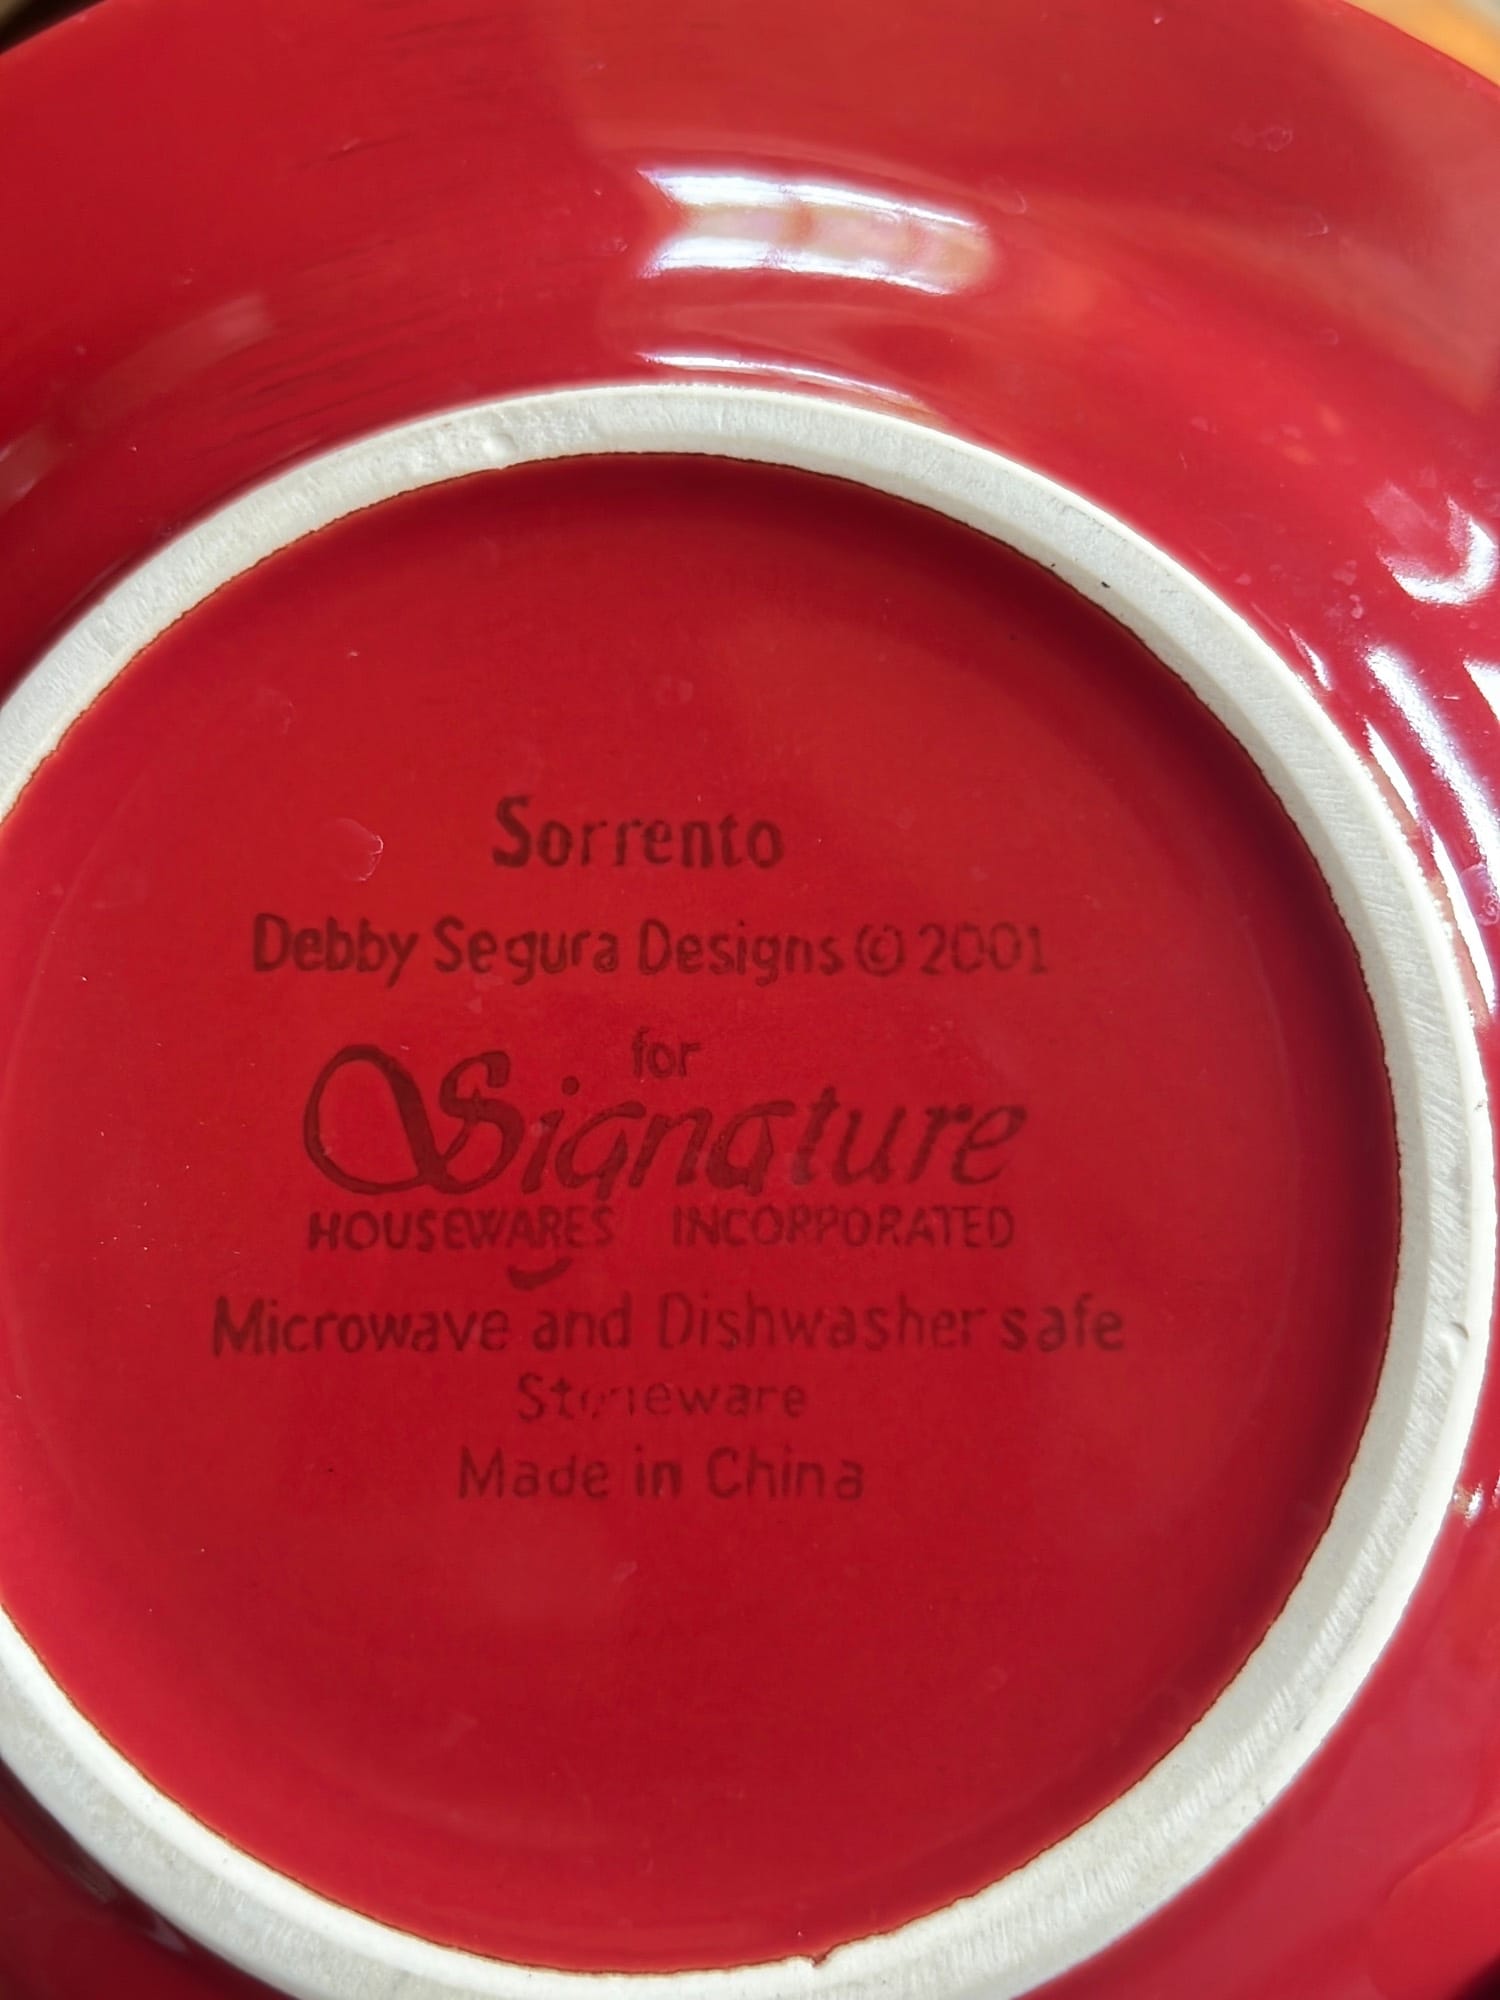 Sorrento
Debby Segura Designs © 2001
for
Signature
HOUSEWARES INCORPORATED
Microwave and Dishwasher safe
Stoneware
Made in China